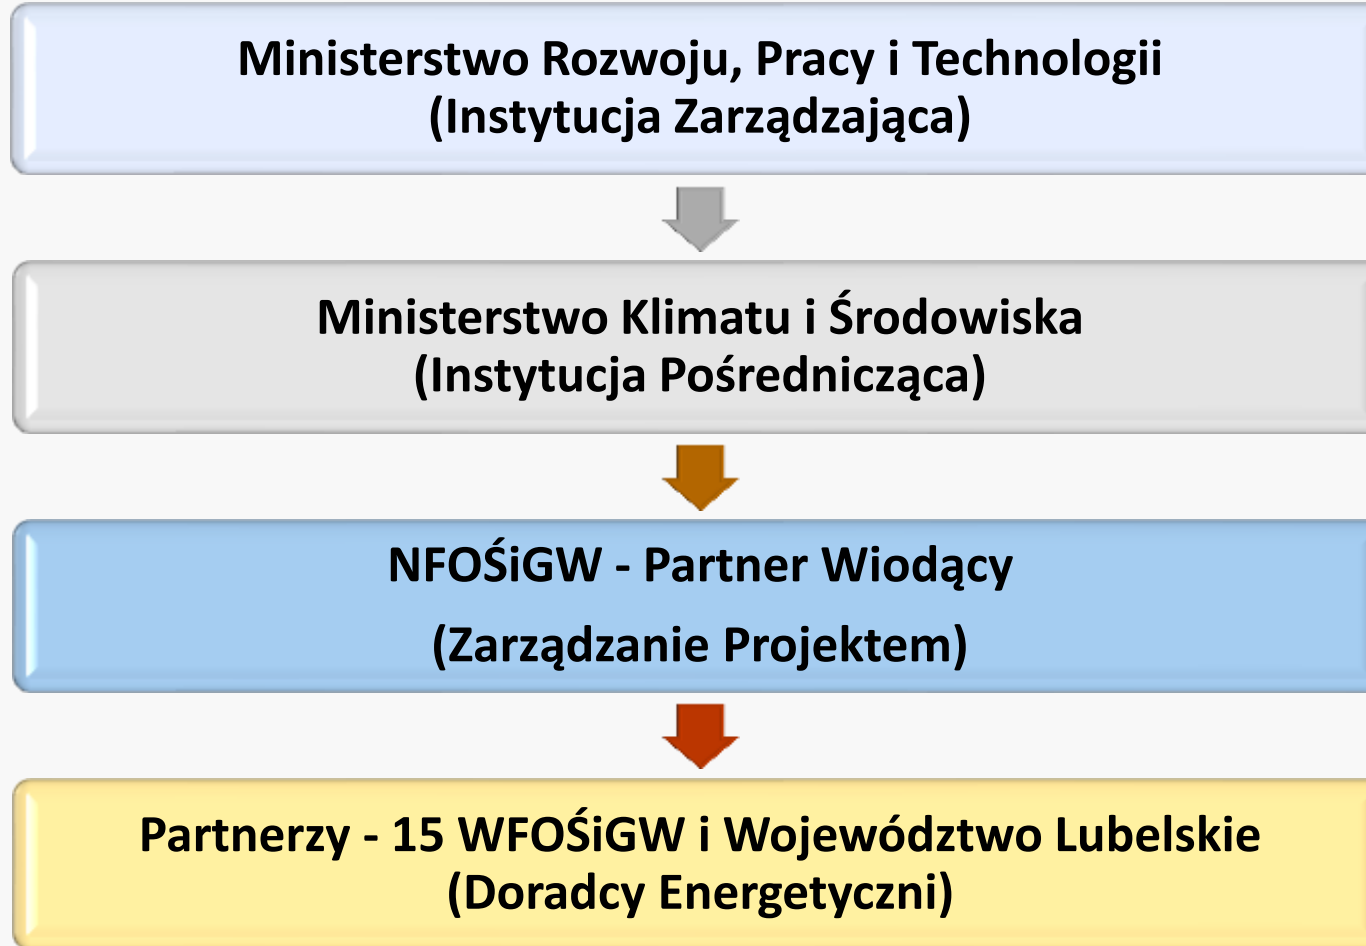 Ministerstwo Rozwoju, Pracy i Technologii
(Instytucja Zarządzająca)
Ministerstwo Klimatu i Środowiska
(Instytucja Pośrednicząca)
NFOŚiGW - Partner Wiodący
(Zarządzanie Projektem)
Partnerzy - 15 WFOŚiGW i Województwo Lubelskie
(Doradcy Energetyczni)